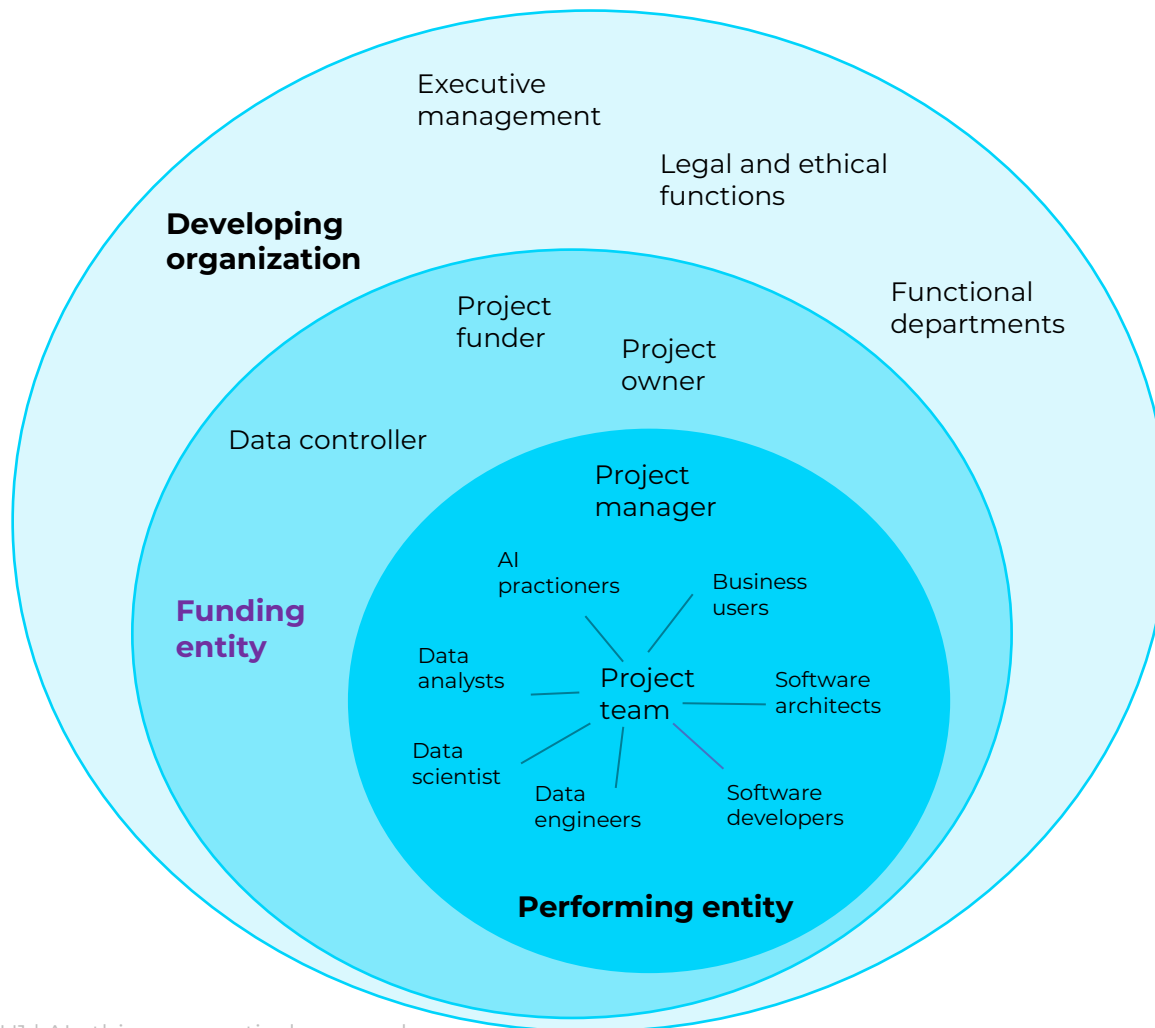 Executive
management
Legal and ethical
functions
Developing
organization
Functional
departments
Project
funder
Project
owner
Data controller
Project
manager
AI
practioners
Business
users
Funding
entity
Data
analysts
Project
team
Software
architects
Data
scientist
Data
engineers
Software
developers
Performing entity